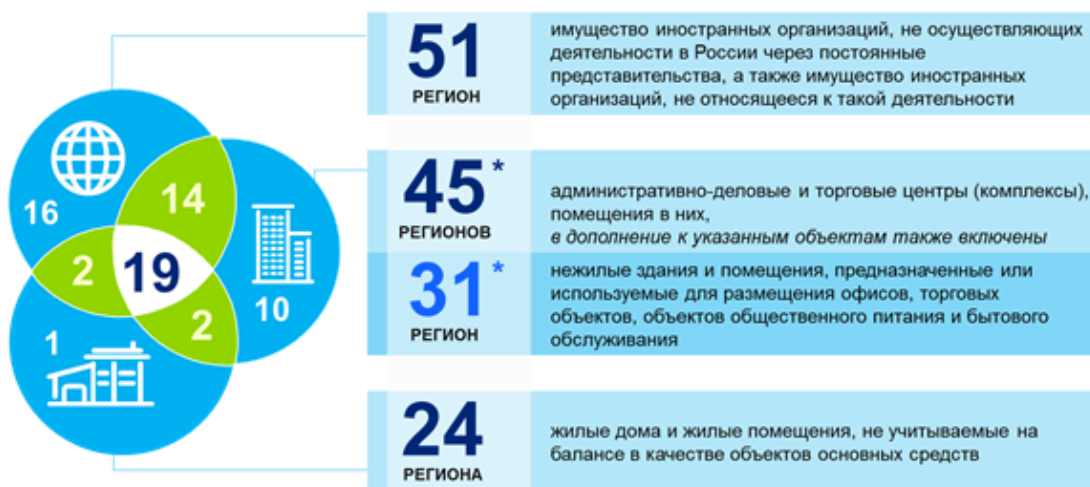 51
РЕГИОН
имущество иностранных организаций, не осуществляющих
деятельности в России через постоянные
представительства, а также имущество иностранных
организаций, не относящееся к такой деятельности
16
14
2
19
2
10
1
45*
РЕГИОНОВ
административно-деловые и торговые центры (комплексы),
помещения в них,
в дополнение к указанным объектам также включены
31*
РЕГИОН
нежилые здания и помещения, предназначенные или
используемые для размещения офисов, торговых
объектов, объектов общественного питания и бытового
обслуживания
24
РЕГИОНА
жилые дома и жилые помещения, не учитываемые на
балансе в качестве объектов основных средств